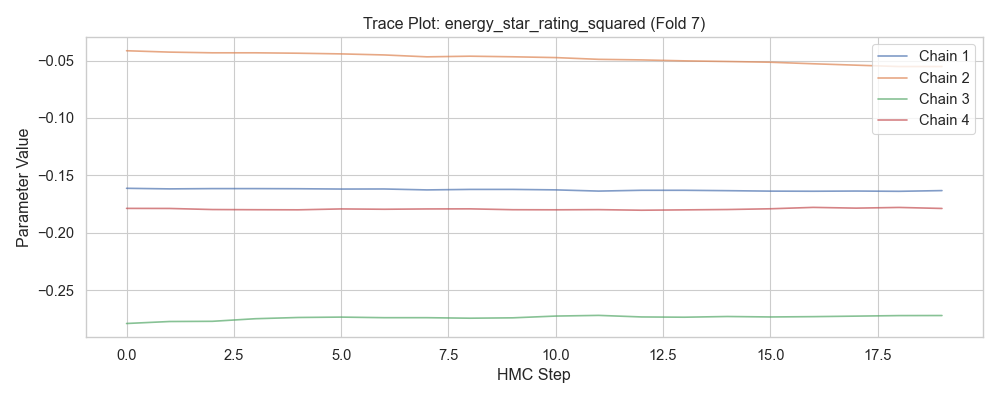 Trace Plot: energy_star_rating_squared (Fold 7)
Parameter Value
−0.05
−0.10
−0.15
−0.20
−0.25
Chain 1
Chain 2
Chain 3
Chain 4
0.0 2.5 5.0 7.5 10.0 12.5 15.0 17.5
HMC Step